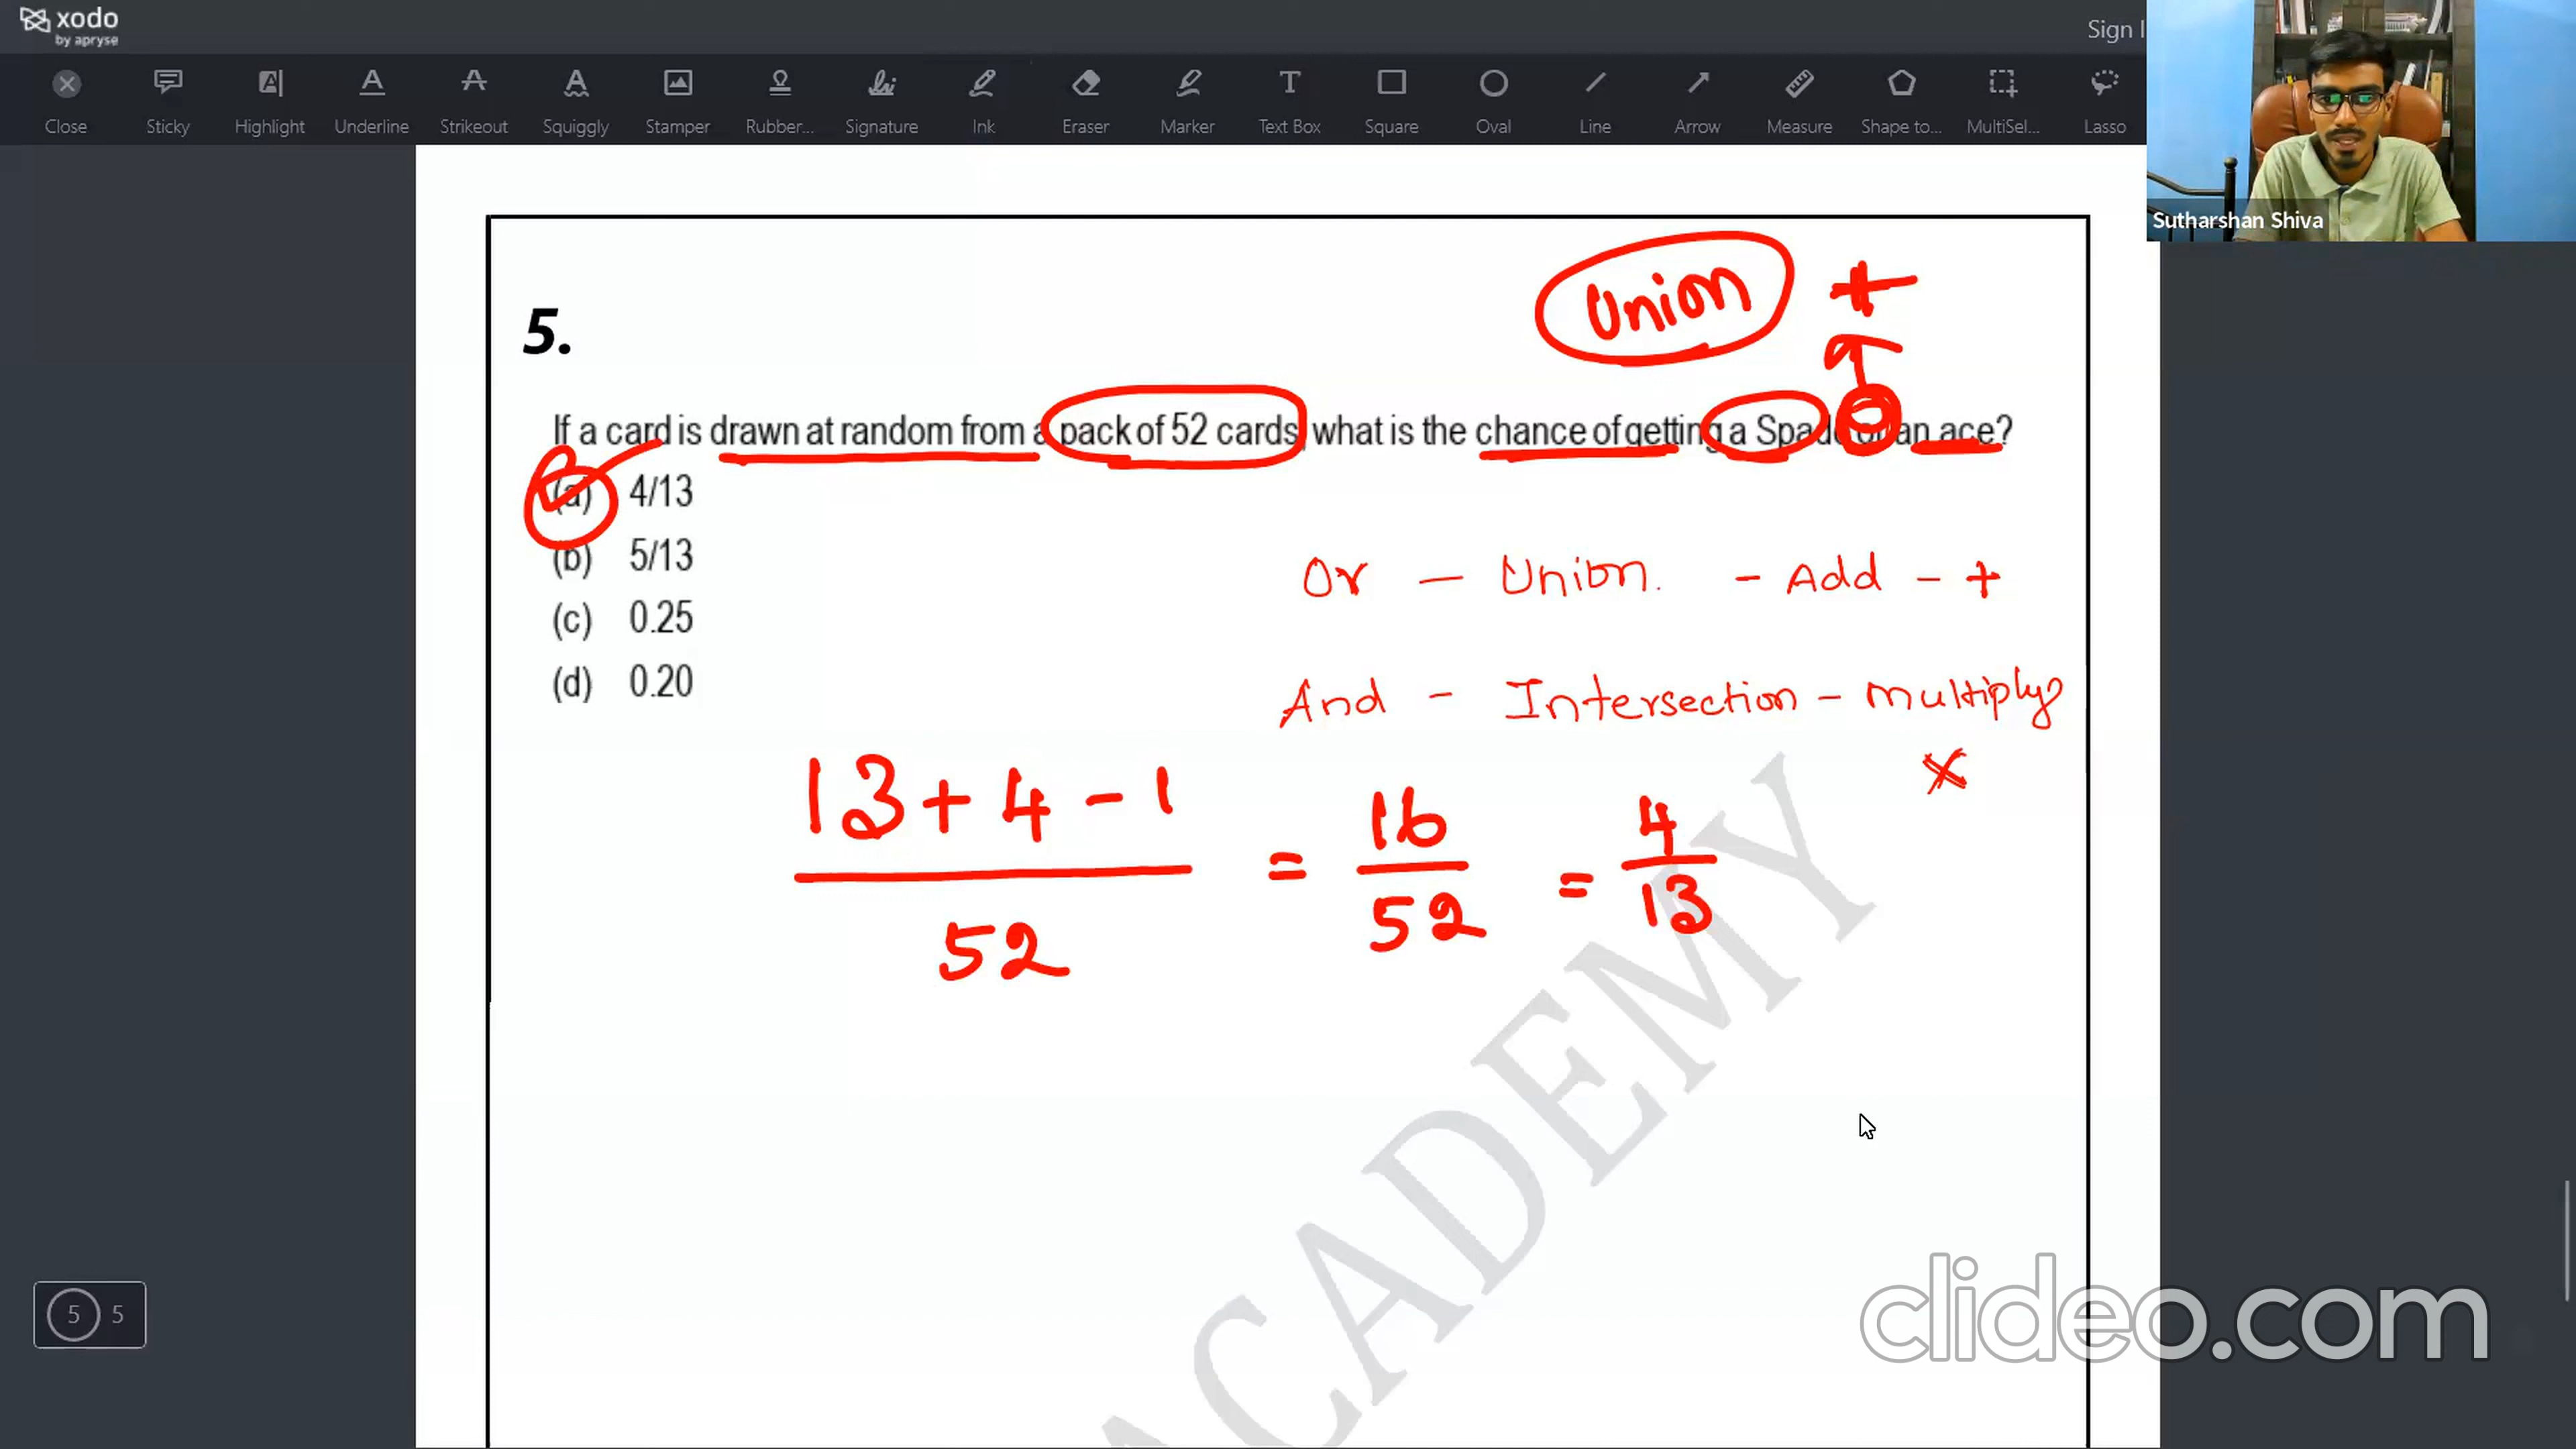 xodo
by apryse
Sign I
Close Sticky Highlight Underline Strikeout Squiggly Stamper Rubber... Signature Ink Eraser Marker Text Box Square Oval Line Arrow Measure Shape to... MultiSel... Lasso
Sutharshan Shiva
Union +
5.
If a card is drawn at random from a pack of 52 cards, what is the chance of getting a Spade or an ace?
(a) 4/13
(b) 5/13
(c) 0.25
(d) 0.20
Or — Union. - Add - +
And - Intersection - multiply
×
13 + 4 - 1 / 52 = 16 / 52 = 4 / 13
ACADEMY
5 5
clideo.com